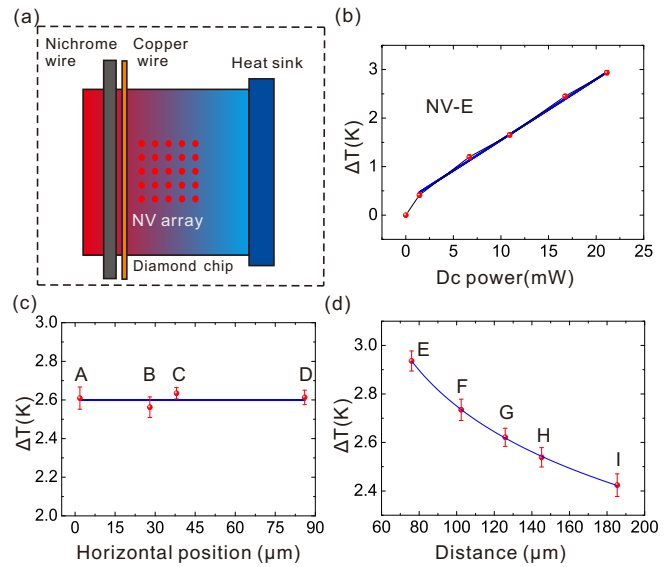 (a)
Nichrome wire
Copper wire
Heat sink
NV array
Diamond chip
(b)
ΔT(K)
3
2
1
0
NV-E
0 5 10 15 20 25
Dc power(mW)
(c)
ΔT(K)
3.0
2.8
2.6
2.4
2.2
2.0
A B C D
0 15 30 45 60 75 90
Horizontal position (µm)
(d)
ΔT(K)
3.0
2.8
2.6
2.4
E
F
G
H
I
60 80 100 120 140 160 180 200
Distance (µm)